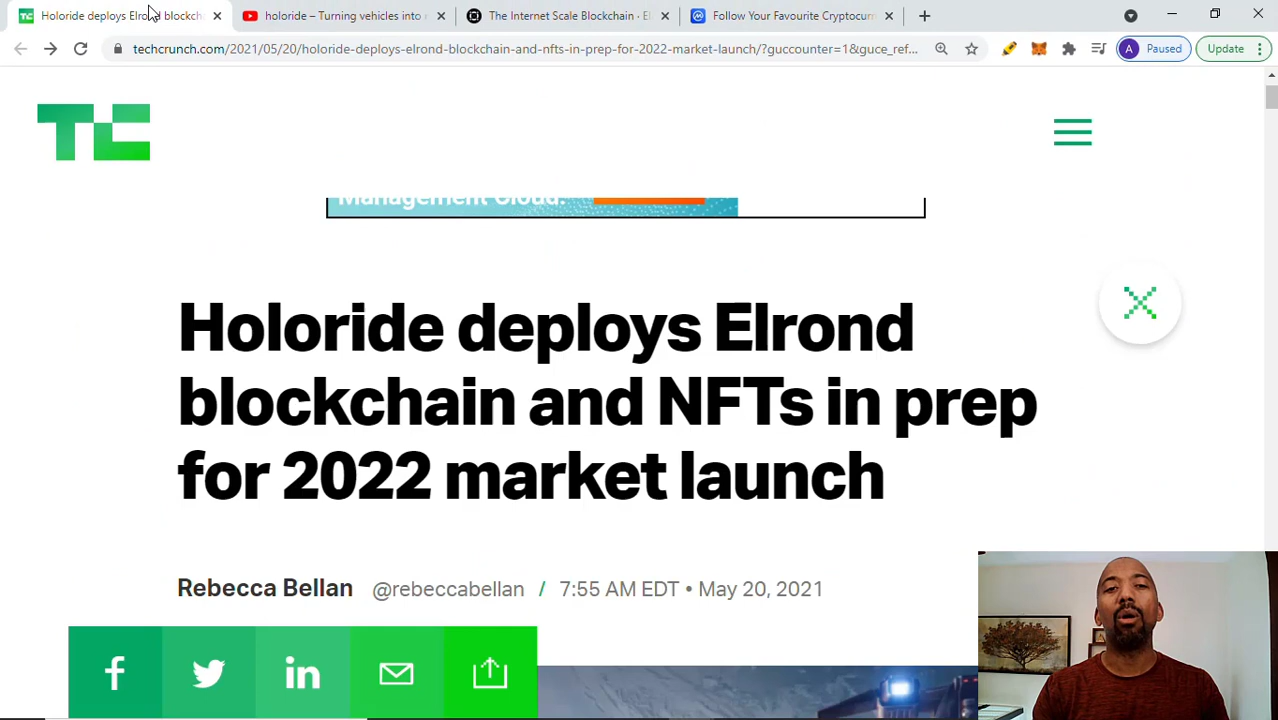 Holoride deploys Elrond blockch
holoride – Turning vehicles into
The Internet Scale Blockchain · El
Follow Your Favourite Cryptocurr
techcrunch.com/2021/05/20/holoride-deploys-elrond-blockchain-and-nfts-in-prep-for-2022-market-launch/?guccounter=1&guce_ref...
A
Paused
Update
TC
Management Cloud.
Holoride deploys Elrond
blockchain and NFTs in prep
for 2022 market launch
Rebecca Bellan @rebeccabellan / 7:55 AM EDT • May 20, 2021